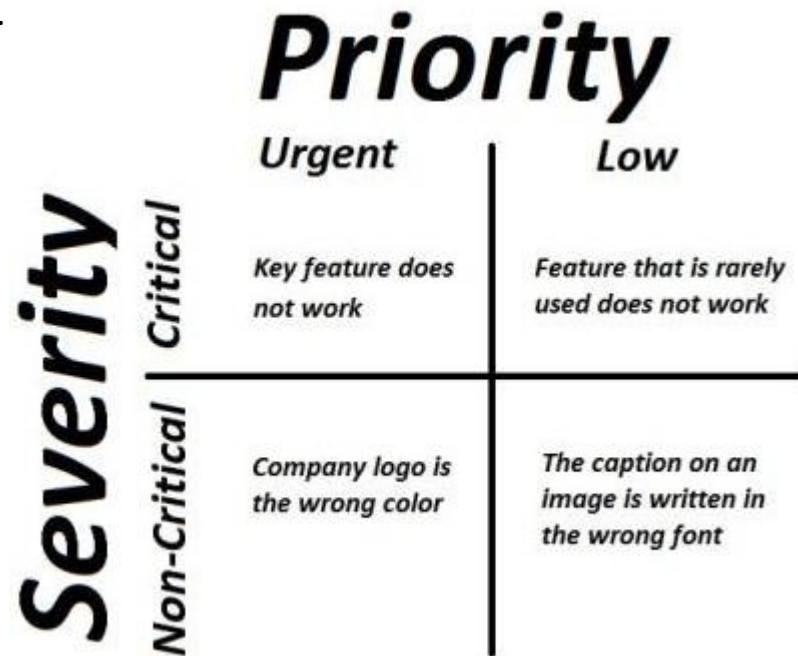 Priority
Urgent
Low
Severity
Critical
Key feature does
not work
Feature that is rarely
used does not work
Non-Critical
Company logo is
the wrong color
The caption on an
image is written in
the wrong font